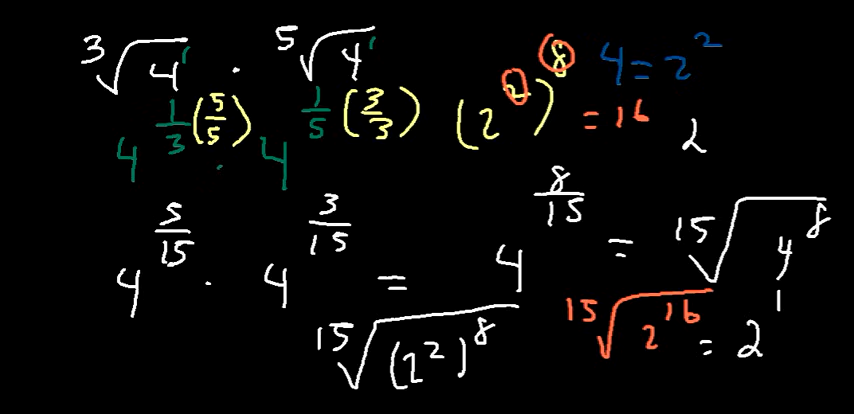 ∛4¹ · ⁵√4¹ (2²)⁸ 4 = 2²
4^(1/3)(5/5) · 4^(1/5)(3/3) = 16 2
4^(5/15) · 4^(3/15) = 4^(8/15) = ¹⁵√4⁸
¹⁵√(2²)⁸ ¹⁵√2¹⁶ = 2¹